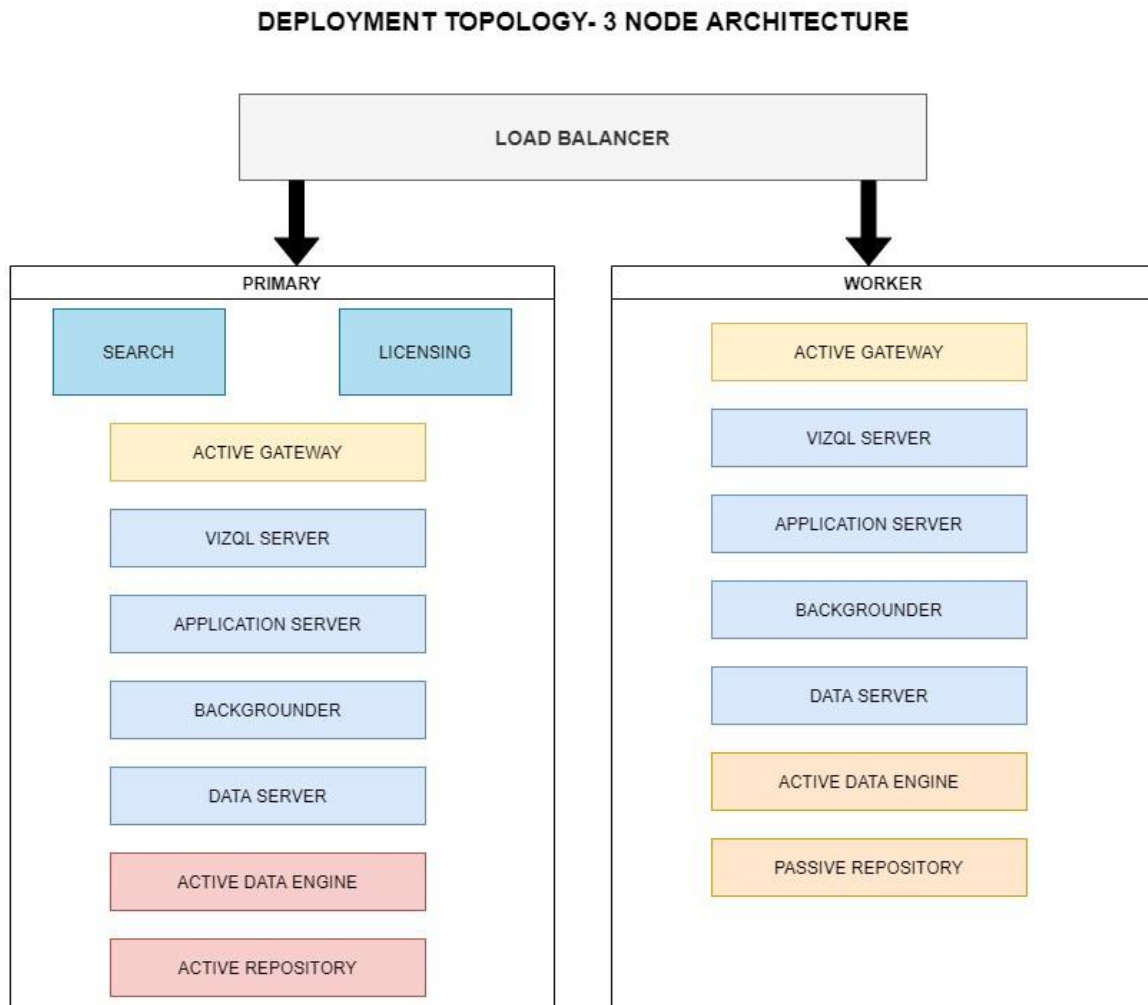 DEPLOYMENT TOPOLOGY- 3 NODE ARCHITECTURE
LOAD BALANCER
PRIMARY
SEARCH
LICENSING
ACTIVE GATEWAY
VIZQL SERVER
APPLICATION SERVER
BACKGROUNDER
DATA SERVER
ACTIVE DATA ENGINE
ACTIVE REPOSITORY
WORKER
ACTIVE GATEWAY
VIZQL SERVER
APPLICATION SERVER
BACKGROUNDER
DATA SERVER
ACTIVE DATA ENGINE
PASSIVE REPOSITORY